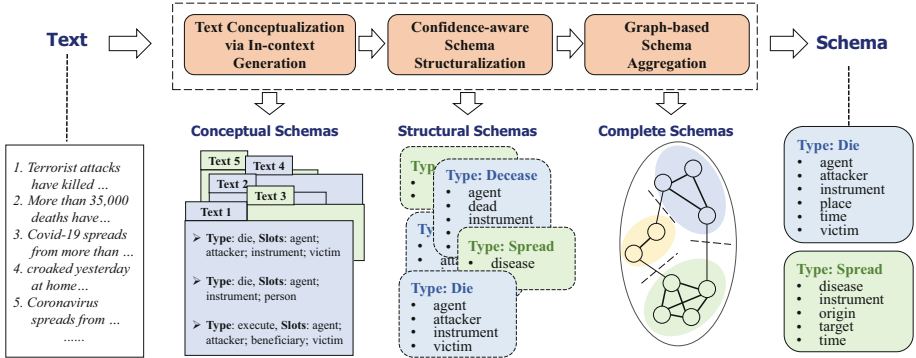 Text
Text Conceptualization
via In-context
Generation
Confidence-aware
Schema
Structuralization
Graph-based
Schema
Aggregation
Schema
Conceptual Schemas
Structural Schemas
Complete Schemas
1. Terrorist attacks
have killed …
2. More than 35,000
deaths have…
3. Covid-19 spreads
from more than …
4. croaked yesterday
at home…
5. Coronavirus
spreads from …
……
Text 5
Text 4
Text 2
Text 3
Text 1
➢ Type: die, Slots: agent;
attacker; instrument; victim
➢ Type: die, Slots: agent;
instrument; person
➢ Type: execute, Slots: agent;
attacker; beneficiary; victim
Type: Decease
• agent
• dead
• instrument
Type: Spread
• disease
Type: Die
• agent
• attacker
• instrument
• victim
Type: Die
• agent
• attacker
• instrument
• place
• time
• victim
Type: Spread
• disease
• instrument
• origin
• target
• time